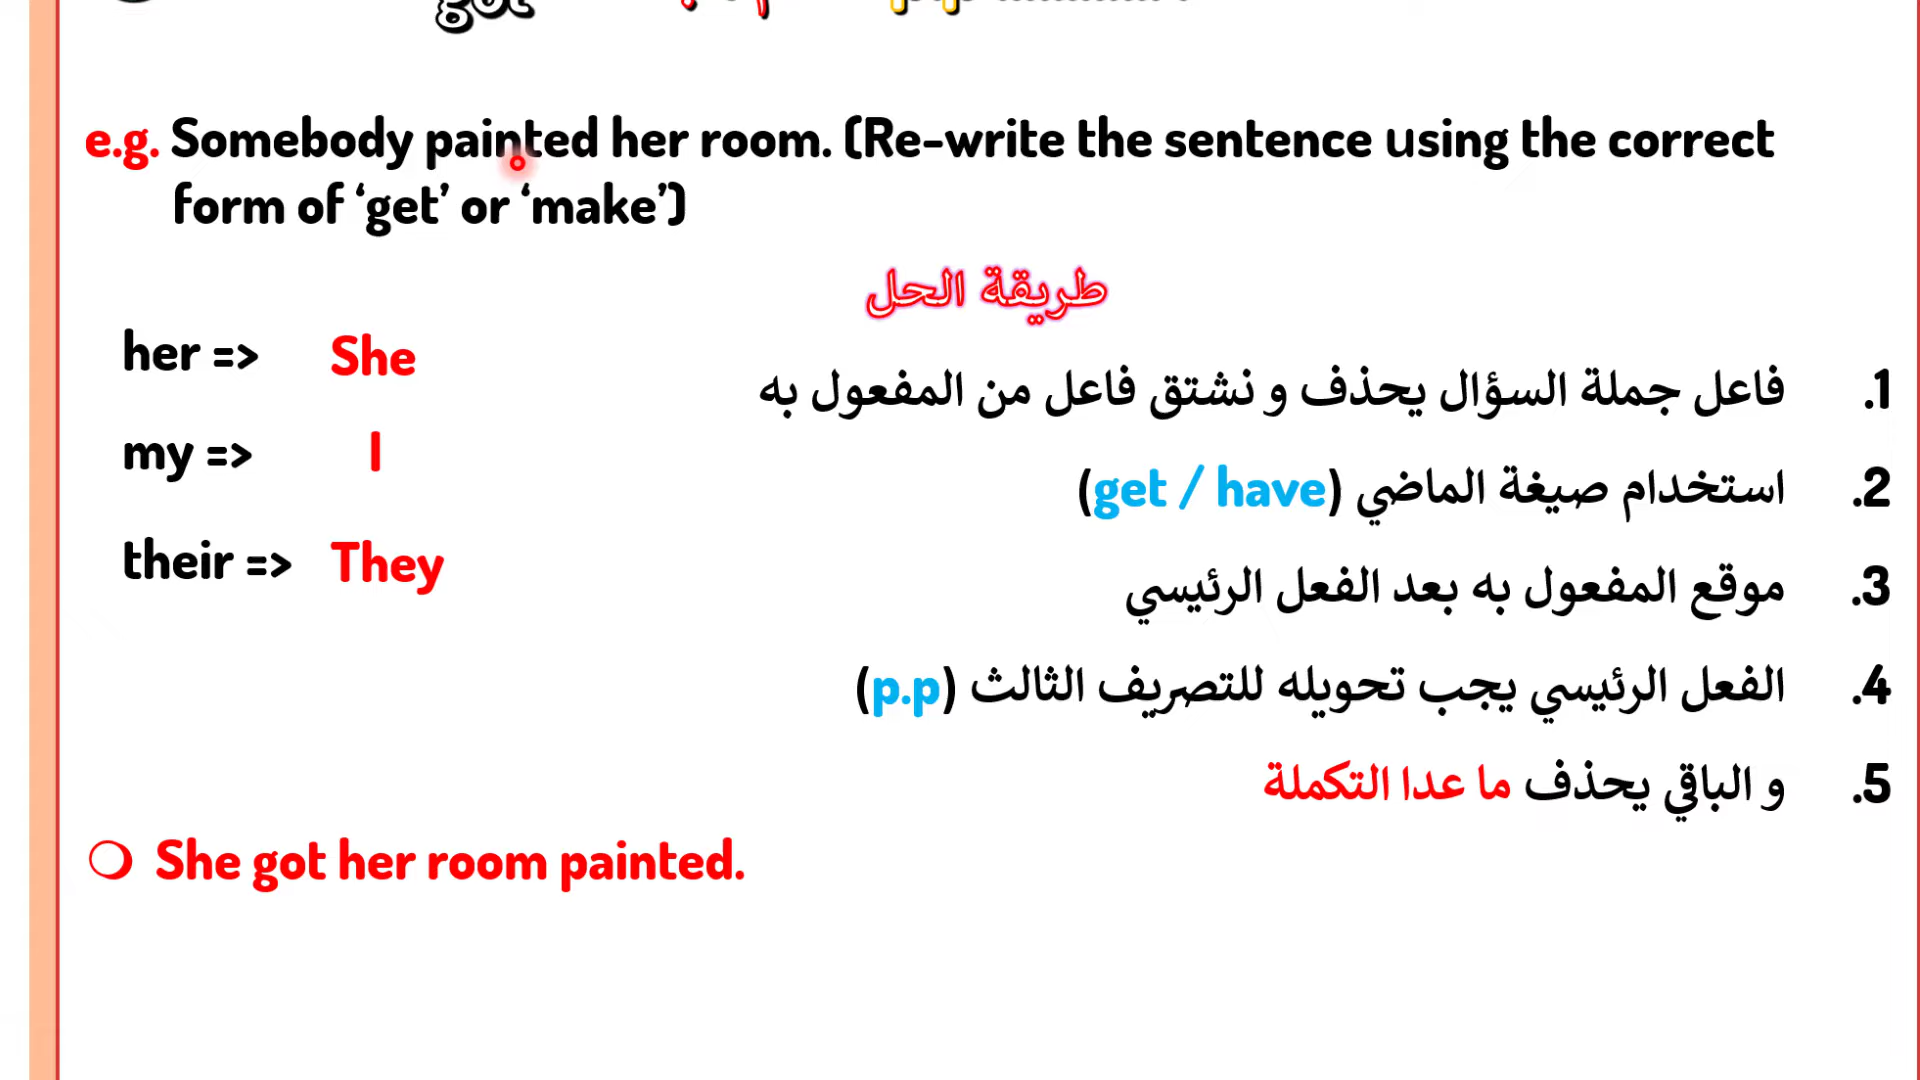 got
e.g. Somebody painted her room. (Re-write the sentence using the correct
form of ‘get’ or ‘make’)
طريقة الحل
her => She
my => I
their => They
1. فاعل جملة السؤال يحذف و نشتق فاعل من المفعول به
2. استخدام صيغة الماضي (get / have)
3. موقع المفعول به بعد الفعل الرئيسي
4. الفعل الرئيسي يجب تحويله للتصريف الثالث (p.p)
5. و الباقي يحذف ما عدا التكملة
She got her room painted.